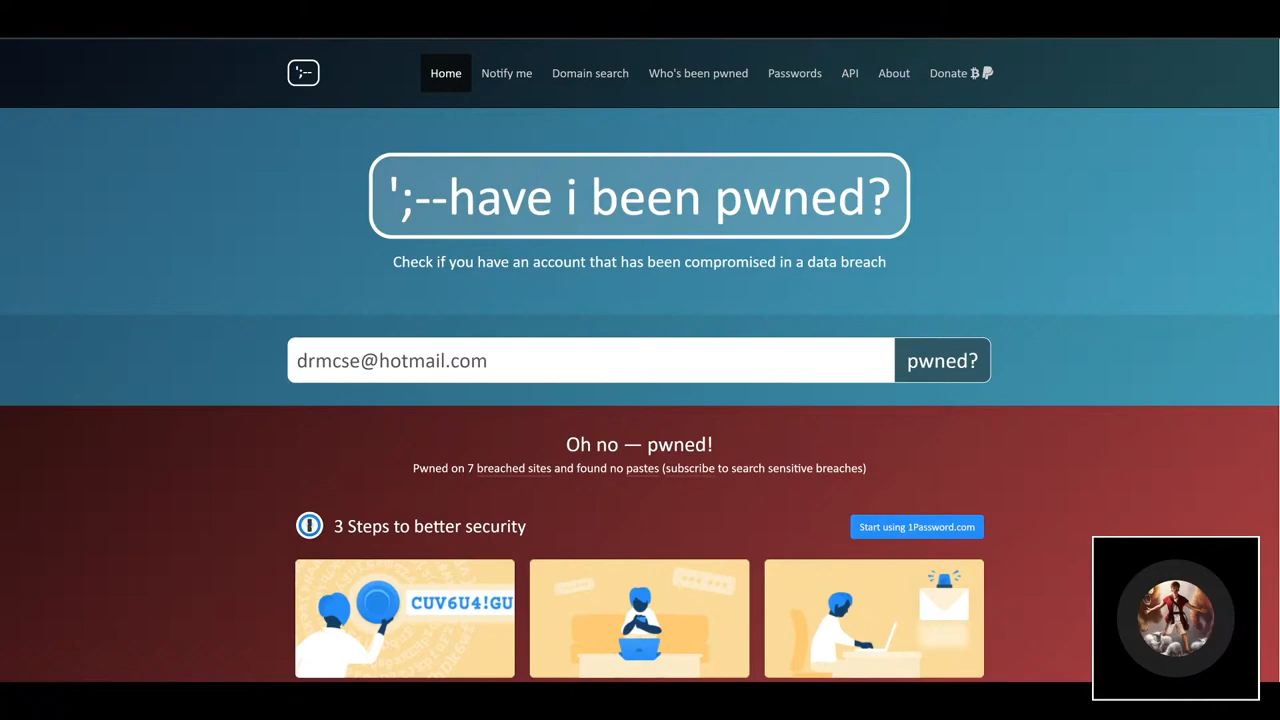 ';--
Home Notify me Domain search Who's been pwned Passwords API About Donate
';--have i been pwned?
Check if you have an account that has been compromised in a data breach
drmcse@hotmail.com pwned?
Oh no — pwned!
Pwned on 7 breached sites and found no pastes (subscribe to search sensitive breaches)
3 Steps to better security Start using 1Password.com
CUV6U4!GU